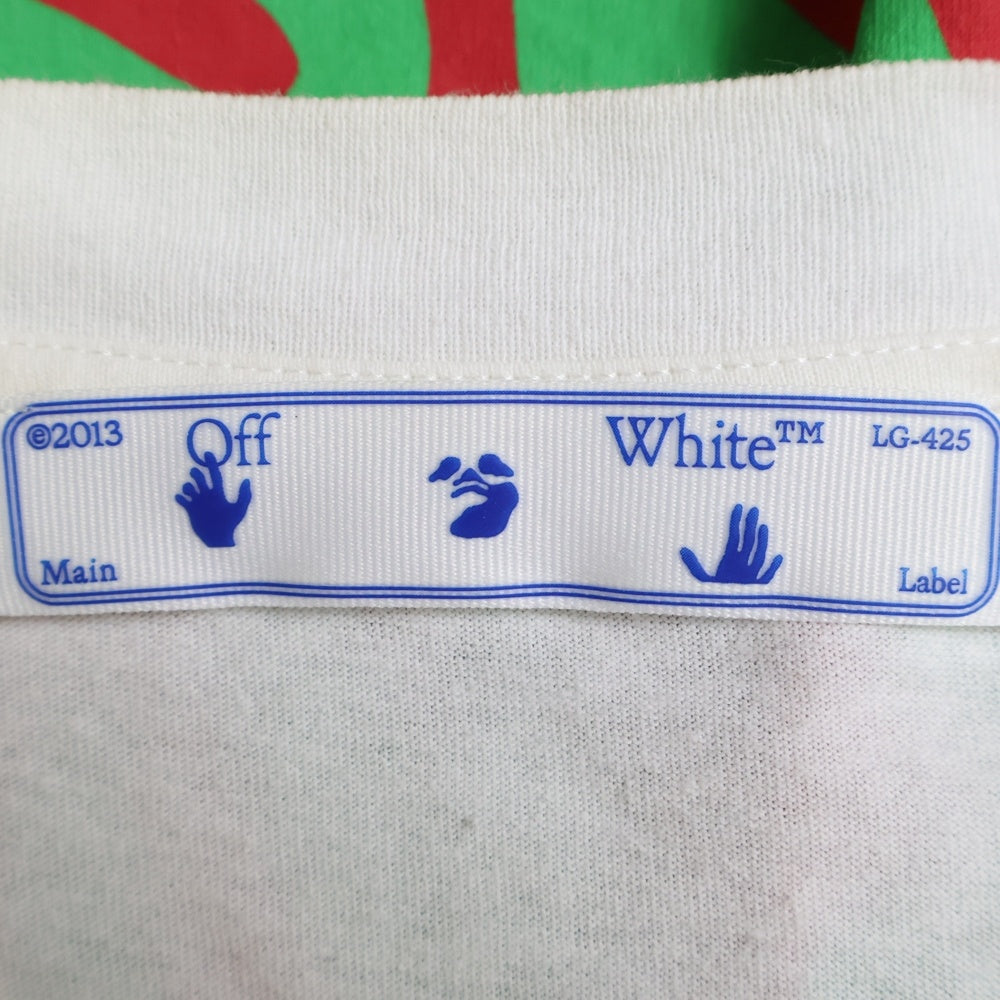 ©2013 Off White™ LG-425
Main Label